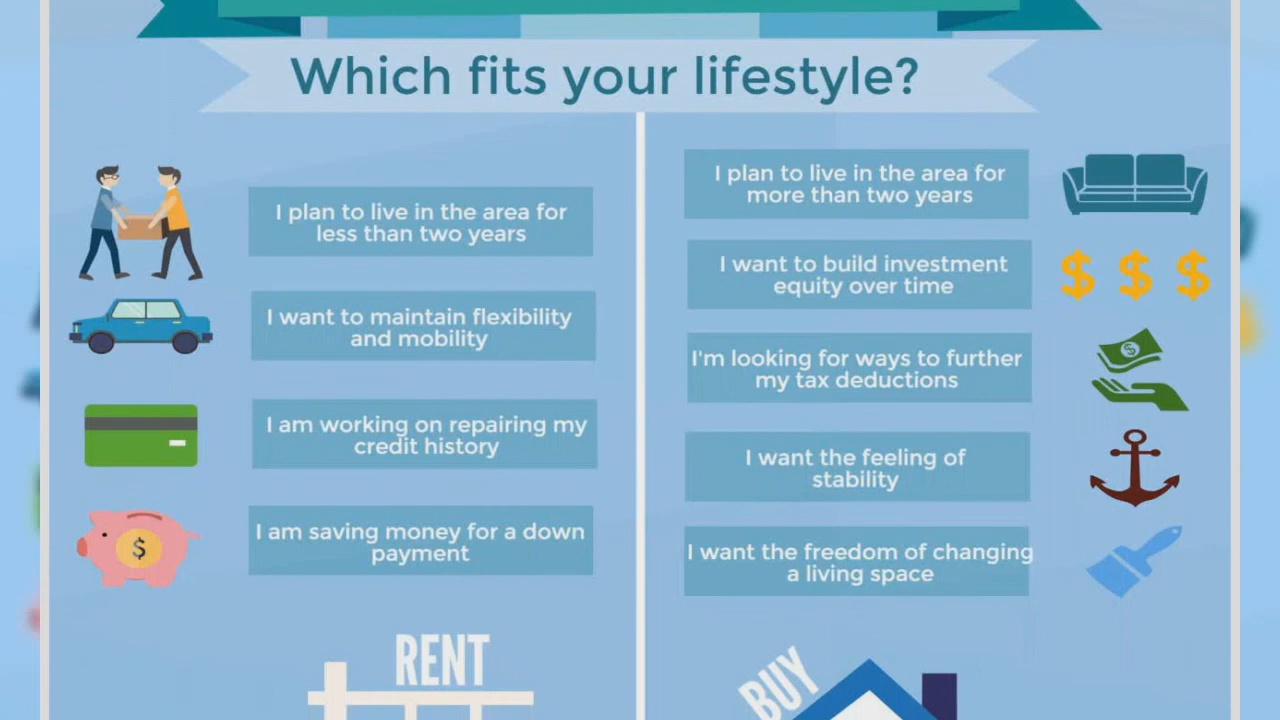 Which fits your lifestyle?
I plan to live in the area for
less than two years
I want to maintain flexibility
and mobility
I am working on repairing my
credit history
$
I am saving money for a down
payment
RENT
I plan to live in the area for
more than two years
I want to build investment
equity over time
$ $ $
I'm looking for ways to further
my tax deductions
$
I want the feeling of
stability
I want the freedom of changing
a living space
BUY